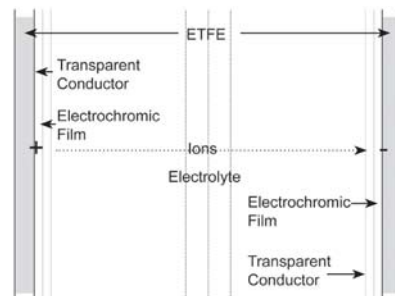 ETFE
Transparent
Conductor
Electrochromic
Film
+
Ions
-
Electrolyte
Electrochromic
Film
Transparent
Conductor